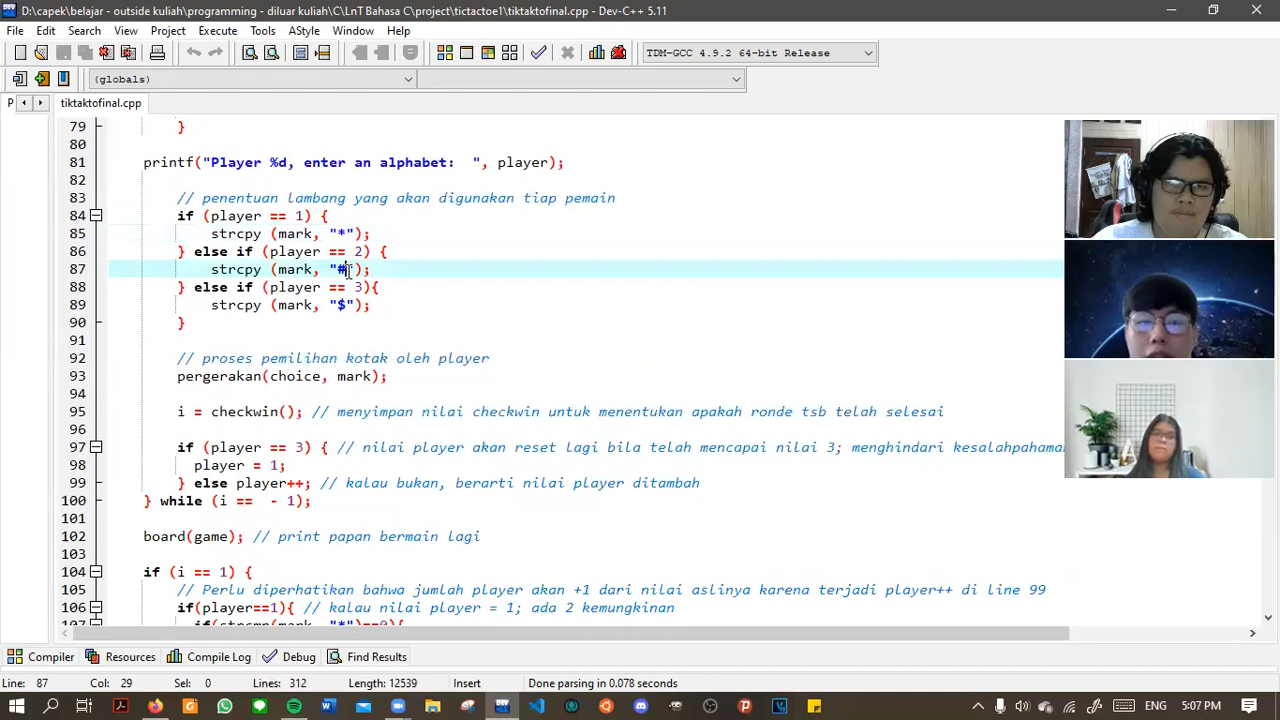 D:\capek\belajar - outside kuliah\programming - diluar kuliah\C\LnT Bahasa C\project\tictactoe1\tiktaktofinal.cpp - Dev-C++ 5.11
File Edit Search View Project Execute Tools AStyle Window Help
TDM-GCC 4.9.2 64-bit Release
(globals)
P tiktaktofinal.cpp
79 }
80
81 printf("Player %d, enter an alphabet:  ", player);
82
83 // penentuan lambang yang akan digunakan tiap pemain
84 if (player == 1) {
85 strcpy (mark, "*");
86 } else if (player == 2) {
87 strcpy (mark, "#");
88 } else if (player == 3){
89 strcpy (mark, "$");
90 }
91
92 // proses pemilihan kotak oleh player
93 pergerakan(choice, mark);
94
95 i = checkwin(); // menyimpan nilai checkwin untuk menentukan apakah ronde tsb telah selesai
96
97 if (player == 3) { // nilai player akan reset lagi bila telah mencapai nilai 3; menghindari kesalahpahaman
98 player = 1;
99 } else player++; // kalau bukan, berarti nilai player ditambah
100 } while (i ==  - 1);
101
102 board(game); // print papan bermain lagi
103
104 if (i == 1) {
105 // Perlu diperhatikan bahwa jumlah player akan +1 dari nilai aslinya karena terjadi player++ di line 99
106 if(player==1){ // kalau nilai player = 1; ada 2 kemungkinan
107 if(strcmp(mark, "*")==0{
Compiler Resources Compile Log Debug Find Results
Line: 87 Col: 29 Sel: 0 Lines: 312 Length: 12539 Insert Done parsing in 0.078 seconds
ENG 5:07 PM